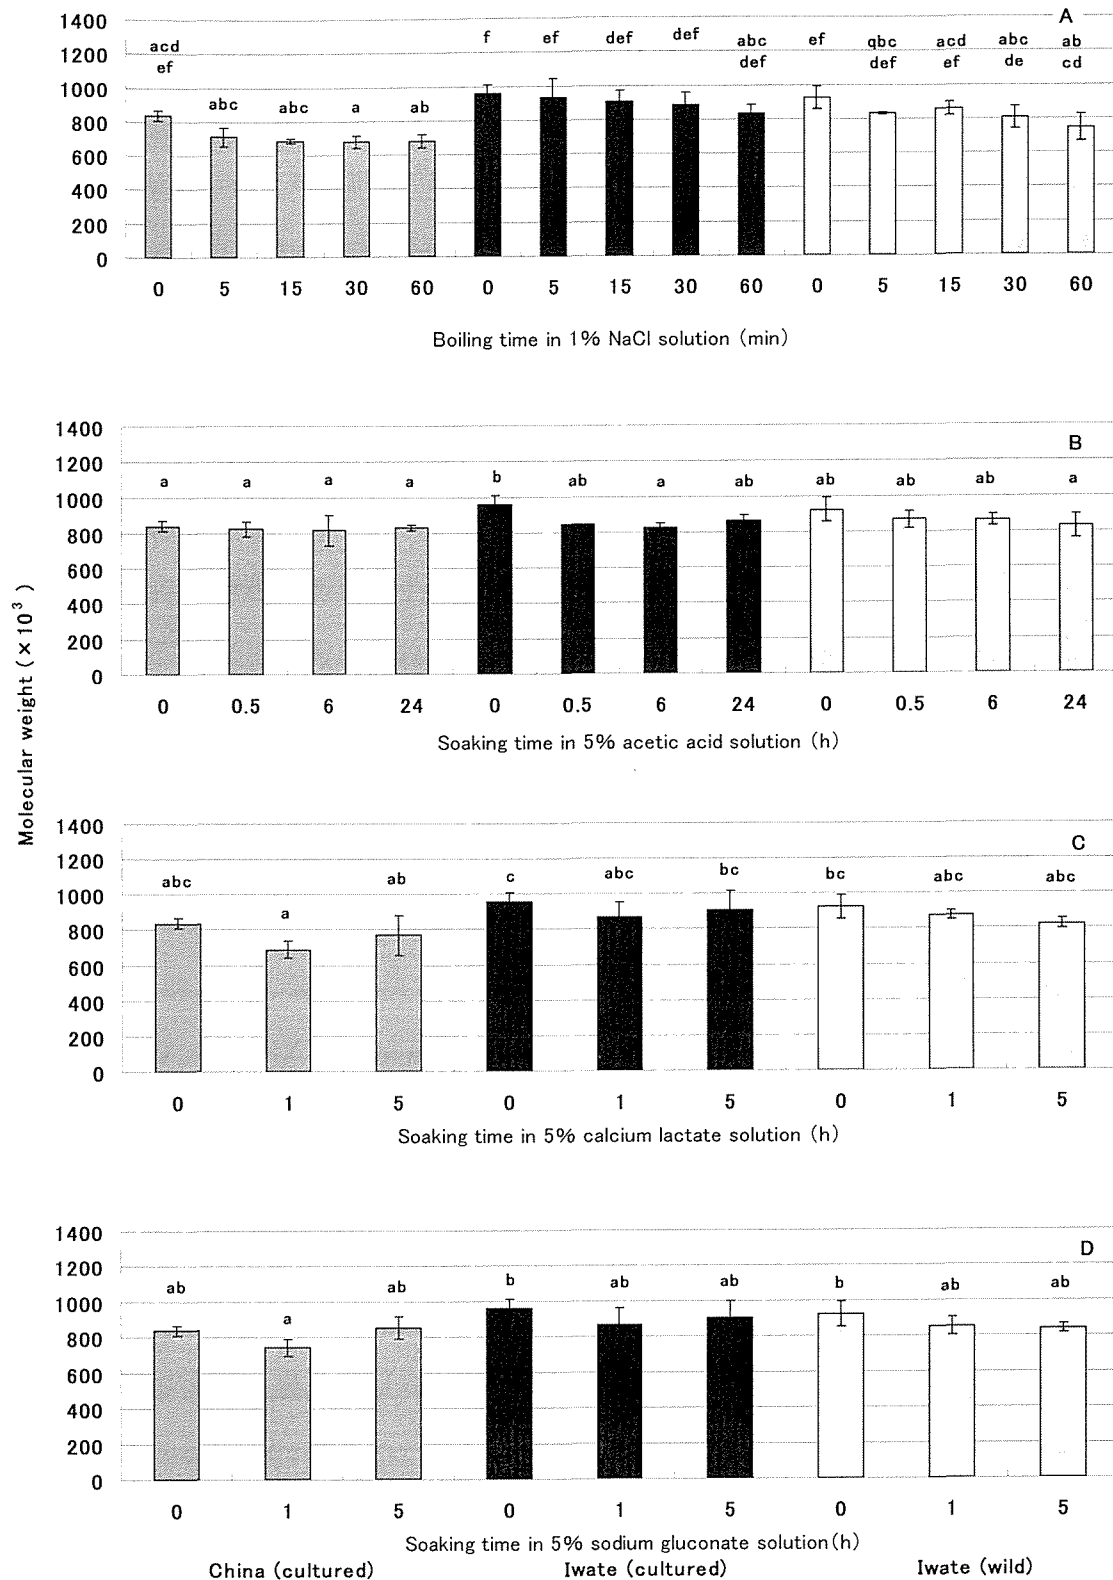 Molecular weight (×10³)
A
1400
1200
1000
800
600
400
200
0
acd
ef
abc
abc
a
ab
f
ef
def
def
abc
def
ef
qbc
def
acd
ef
abc
de
ab
cd
0 5 15 30 60 0 5 15 30 60 0 5 15 30 60
Boiling time in 1% NaCl solution (min)
B
1400
1200
1000
800
600
400
200
0
a a a a b ab a ab ab ab ab a
0 0.5 6 24 0 0.5 6 24 0 0.5 6 24
Soaking time in 5% acetic acid solution (h)
C
1400
1200
1000
800
600
400
200
0
abc a ab c abc bc bc abc abc
0 1 5 0 1 5 0 1 5
Soaking time in 5% calcium lactate solution (h)
D
1400
1200
1000
800
600
400
200
0
ab a ab b ab ab b ab ab
0 1 5 0 1 5 0 1 5
Soaking time in 5% sodium gluconate solution(h)
China (cultured) Iwate (cultured) Iwate (wild)